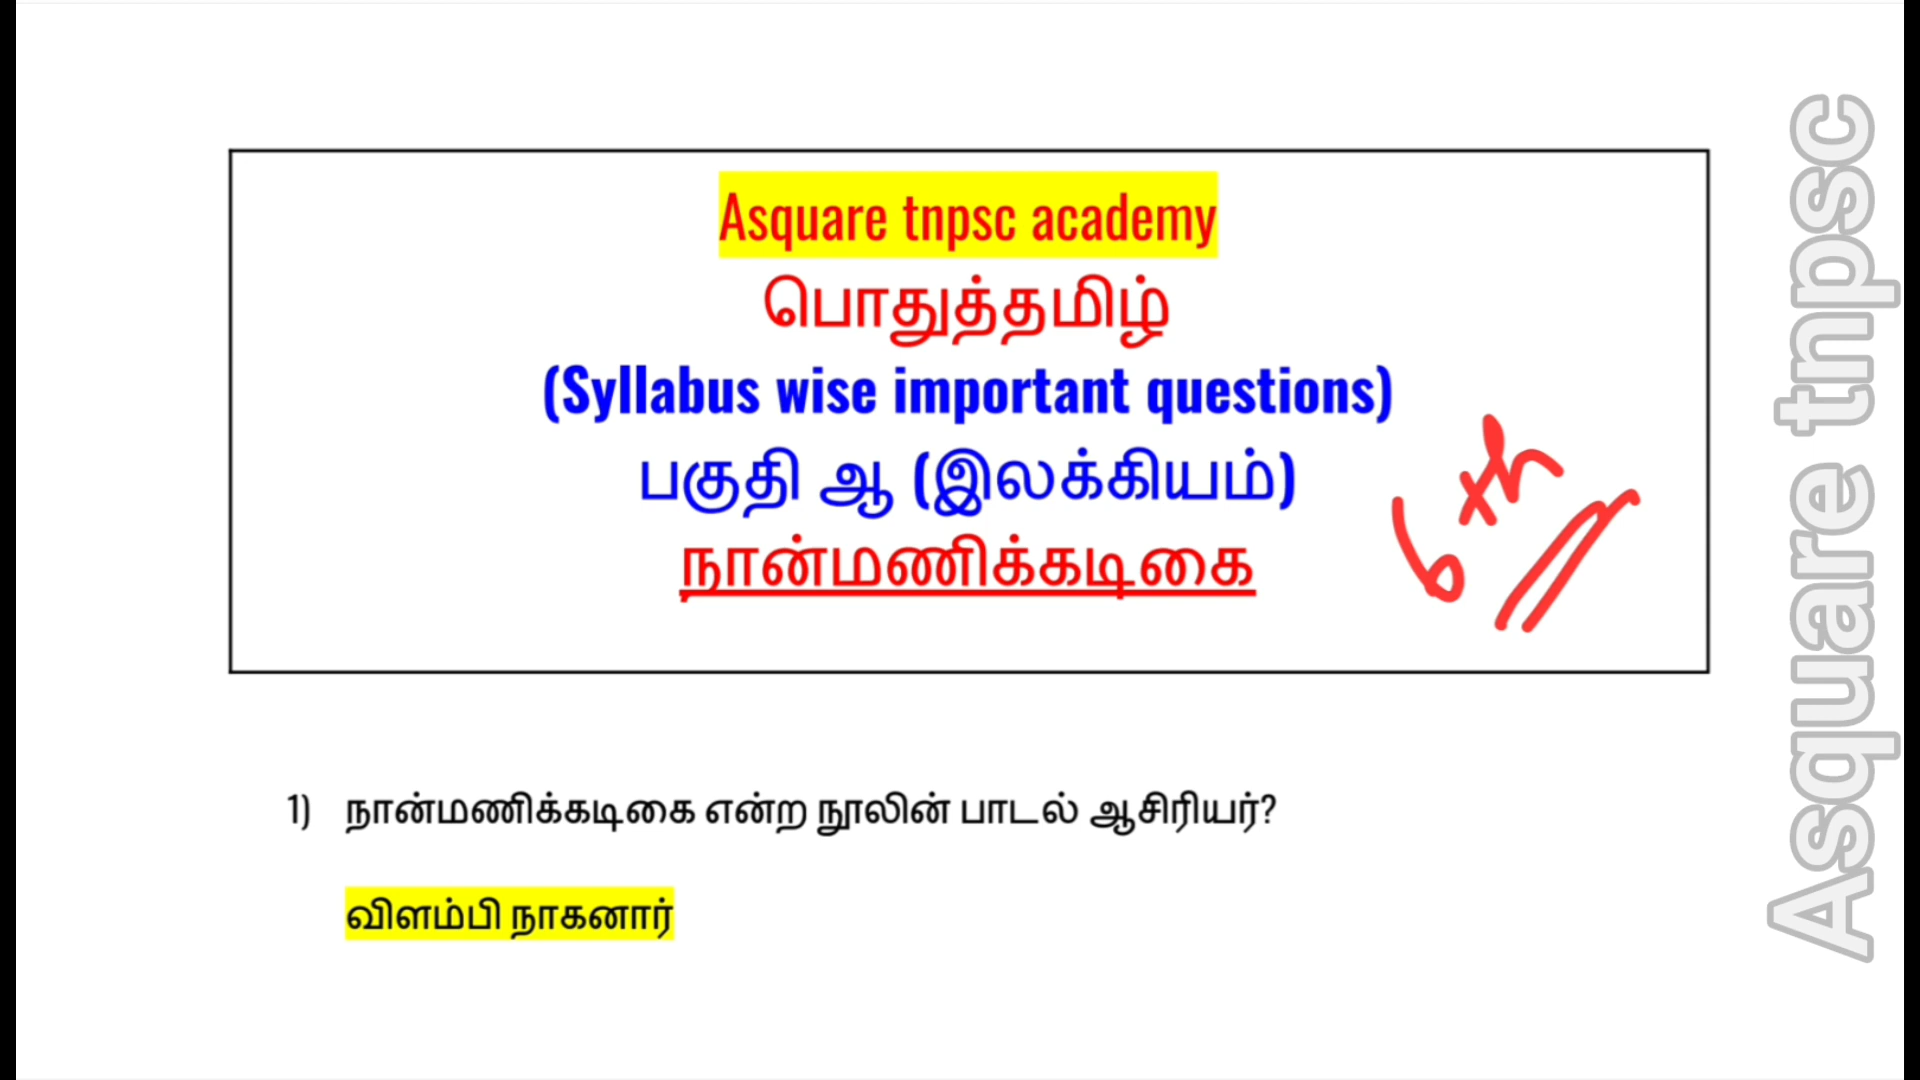 Asquare tnpsc academy
பொதுத்தமிழ்
(Syllabus wise important questions)
பகுதி ஆ (இலக்கியம்)
நான்மணிக்கடிகை
6th
1) நான்மணிக்கடிகை என்ற நூலின் பாடல் ஆசிரியர்?
விளம்பி நாகனார்
Asquare tnpsc